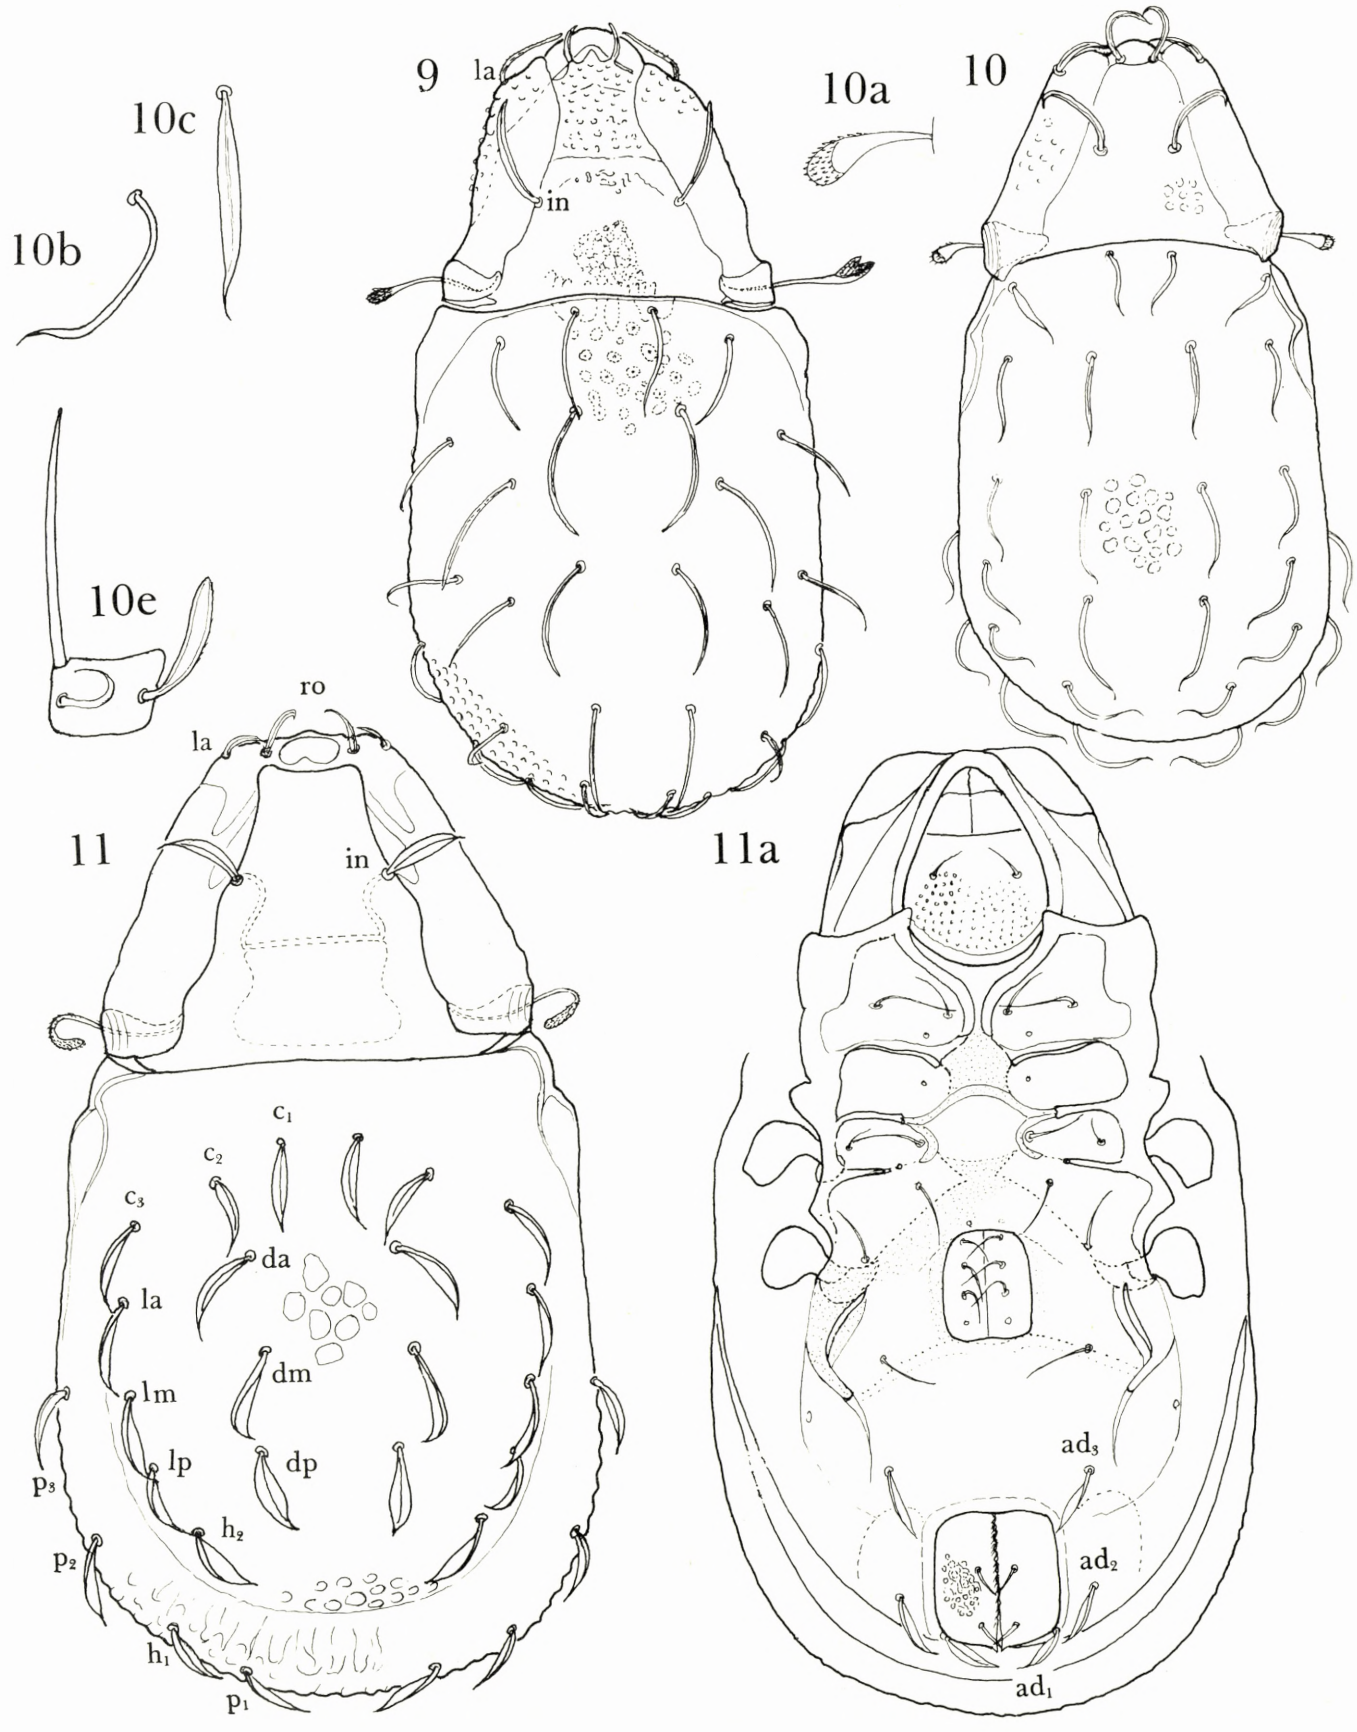 9
la
in
10
10a
10c
10b
10e
11
ro
la
in
c₁
c₂
c₃
da
la
dm
lm
dp
lp
p₃
h₂
p₂
h₁
p₁
11a
ad₃
ad₂
ad₁